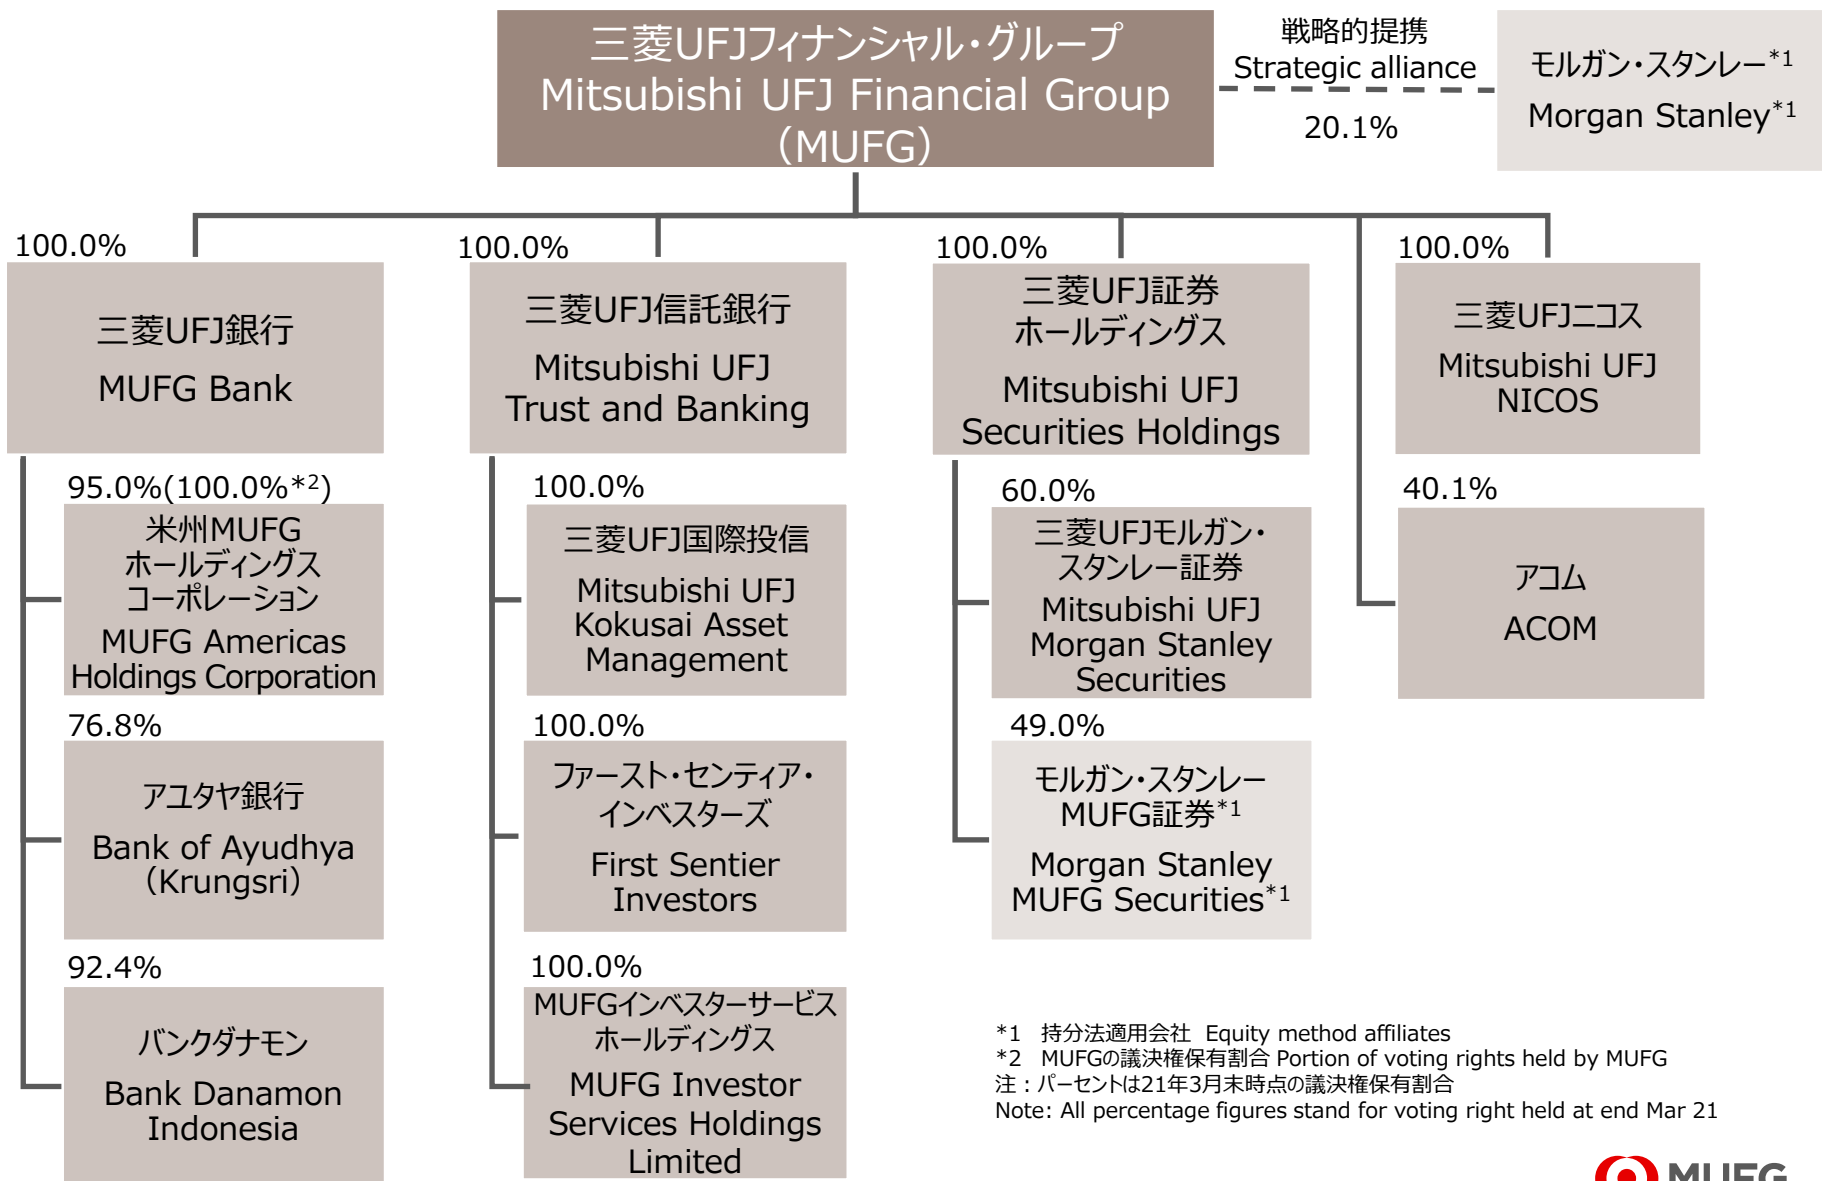 三菱UFJフィナンシャル・グループ
Mitsubishi UFJ Financial Group
（MUFG）
戦略的提携
Strategic alliance
20.1%
モルガン・スタンレー*1
Morgan Stanley*1
100.0%
三菱UFJ銀行
MUFG Bank
95.0%(100.0%*2)
米州MUFG
ホールディングス
コーポレーション
MUFG Americas
Holdings Corporation
76.8%
アユタヤ銀行
Bank of Ayudhya
（Krungsri）
92.4%
バンクダナモン
Bank Danamon
Indonesia
100.0%
三菱UFJ信託銀行
Mitsubishi UFJ
Trust and Banking
100.0%
三菱UFJ国際投信
Mitsubishi UFJ
Kokusai Asset
Management
100.0%
ファースト・センティア・
インベスターズ
First Sentier
Investors
100.0%
MUFGインベスターサービス
ホールディングス
MUFG Investor
Services Holdings
Limited
100.0%
三菱UFJ証券
ホールディングス
Mitsubishi UFJ
Securities Holdings
60.0%
三菱UFJモルガン・
スタンレー証券
Mitsubishi UFJ
Morgan Stanley
Securities
49.0%
モルガン・スタンレー
MUFG証券*1
Morgan Stanley
MUFG Securities*1
100.0%
三菱UFJニコス
Mitsubishi UFJ
NICOS
40.1%
アコム
ACOM
*1 持分法適用会社 Equity method affiliates
*2 MUFGの議決権保有割合 Portion of voting rights held by MUFG
注：パーセントは21年3月末時点の議決権保有割合
Note: All percentage figures stand for voting right held at end Mar 21
MUFG